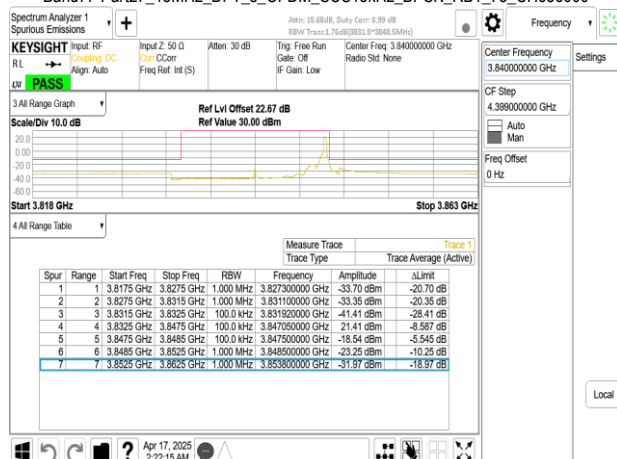 Spectrum Analyzer 1
Spurious Emissions
Attn: 15.68dB, Duty Corr: 6.99 dB
RBW Tranc:1.76dB(3831.5~3848.5MHz)
Frequency
KEYSIGHT Input: RF
RL
Coupling: DC
Align: Auto
LXI PASS
Input Z: 50 Ω
Corr CCorr
Freq Ref: Int (S)
Atten: 30 dB
Trig: Free Run
Gate: Off
IF Gain: Low
Center Freq: 3.840000000 GHz
Radio Std: None
Center Frequency
3.840000000 GHz
Settings
CF Step
4.399000000 GHz
Auto
Man
Freq Offset
0 Hz
3 All Range Graph
Scale/Div 10.0 dB
Ref Lvl Offset 22.67 dB
Ref Value 30.00 dBm
20.0
0.00
-20.0
-40.0
-60.0
Start 3.818 GHz
Stop 3.863 GHz
4 All Range Table
Measure Trace Trace 1
Trace Type Trace Average (Active)
Spur Range Start Freq Stop Freq RBW Frequency Amplitude ΔLimit
1 1 3.8175 GHz 3.8275 GHz 1.000 MHz 3.827300000 GHz -33.70 dBm -20.70 dB
2 2 3.8275 GHz 3.8315 GHz 1.000 MHz 3.831100000 GHz -33.35 dBm -20.35 dB
3 3 3.8315 GHz 3.8325 GHz 100.0 kHz 3.831920000 GHz -41.41 dBm -28.41 dB
4 4 3.8325 GHz 3.8475 GHz 100.0 kHz 3.847050000 GHz 21.41 dBm -8.587 dB
5 5 3.8475 GHz 3.8485 GHz 100.0 kHz 3.847500000 GHz -18.54 dBm -5.545 dB
6 6 3.8485 GHz 3.8525 GHz 1.000 MHz 3.848500000 GHz -23.25 dBm -10.25 dB
7 7 3.8525 GHz 3.8625 GHz 1.000 MHz 3.853800000 GHz -31.97 dBm -18.97 dB
Local
Apr 17, 2025
2:22:15 AM